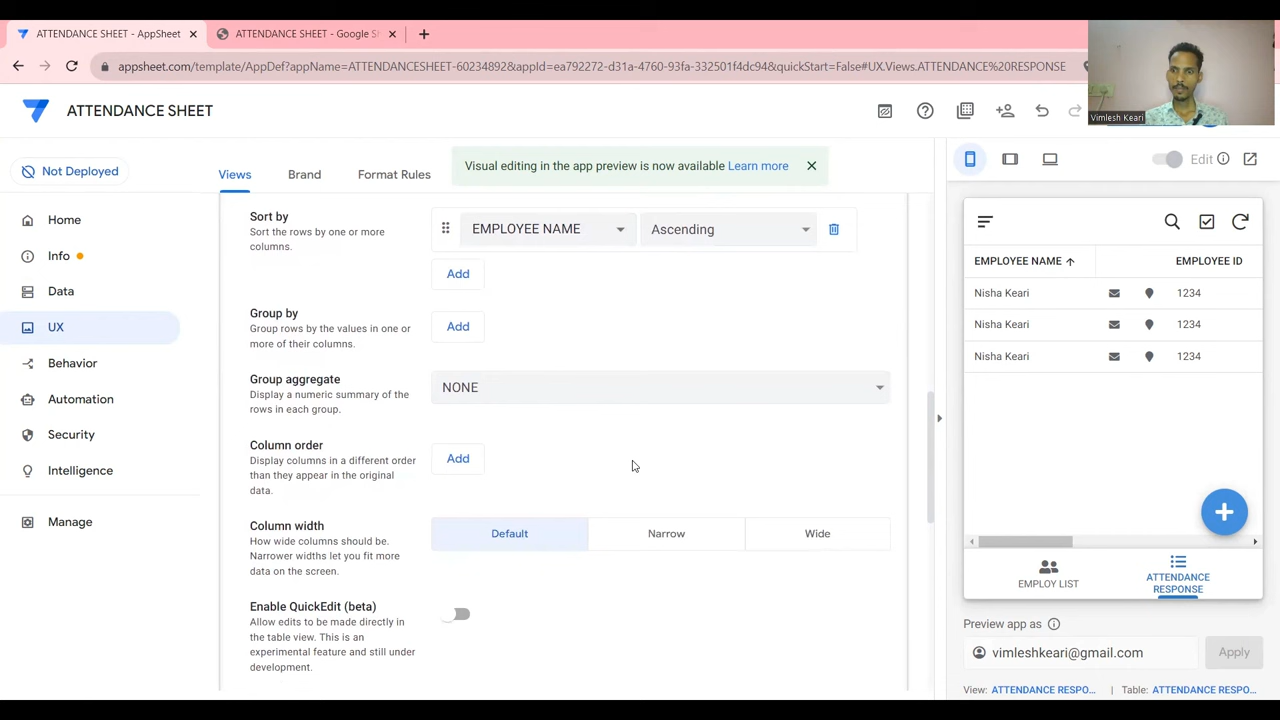 ATTENDANCE SHEET - AppSheet
ATTENDANCE SHEET - Google Sh
appsheet.com/template/AppDef?appName=ATTENDANCESHEET-60234892&appId=ea792272-d31a-4760-93fa-332501f4dc94&quickStart=False#UX.Views.ATTENDANCE%20RESPONSE
Vimlesh Keari
ATTENDANCE SHEET
Not Deployed
Views
Brand
Format Rules
Visual editing in the app preview is now available Learn more
Edit
Home
Info
Data
UX
Behavior
Automation
Security
Intelligence
Manage
Sort by
Sort the rows by one or more
columns.
EMPLOYEE NAME
Ascending
Add
Group by
Group rows by the values in one or
more of their columns.
Add
Group aggregate
Display a numeric summary of the
rows in each group.
NONE
Column order
Display columns in a different order
than they appear in the original
data.
Add
Column width
How wide columns should be.
Narrower widths let you fit more
data on the screen.
Default
Narrow
Wide
Enable QuickEdit (beta)
Allow edits to be made directly in
the table view. This is an
experimental feature and still under
development.
EMPLOYEE NAME
EMPLOYEE ID
Nisha Keari
1234
Nisha Keari
1234
Nisha Keari
1234
EMPLOY LIST
ATTENDANCE
RESPONSE
Preview app as
vimleshkeari@gmail.com
Apply
View: ATTENDANCE RESPO... | Table: ATTENDANCE RESPO...